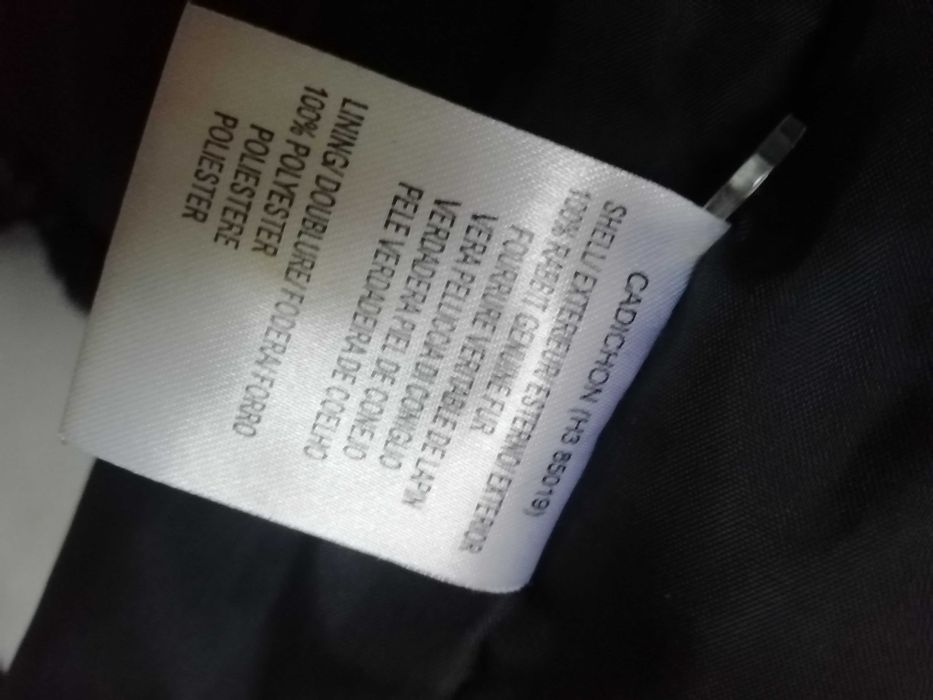 CADICHON (H3 85019)
SHELL/ EXTERIEUR/ ESTERNO/ EXTERIOR
100% RABBIT GENUINE FUR
FOURRURE VERITABLE DE LAPIN
VERA PELLICCIA DI CONIGLIO
VERDADERA PIEL DE CONEJO
PELE VERDADEIRA DE COELHO
LINING/ DOUBLURE/ FODERA/ FORRO
100% POLYESTER
POLIESTERE
POLIESTER